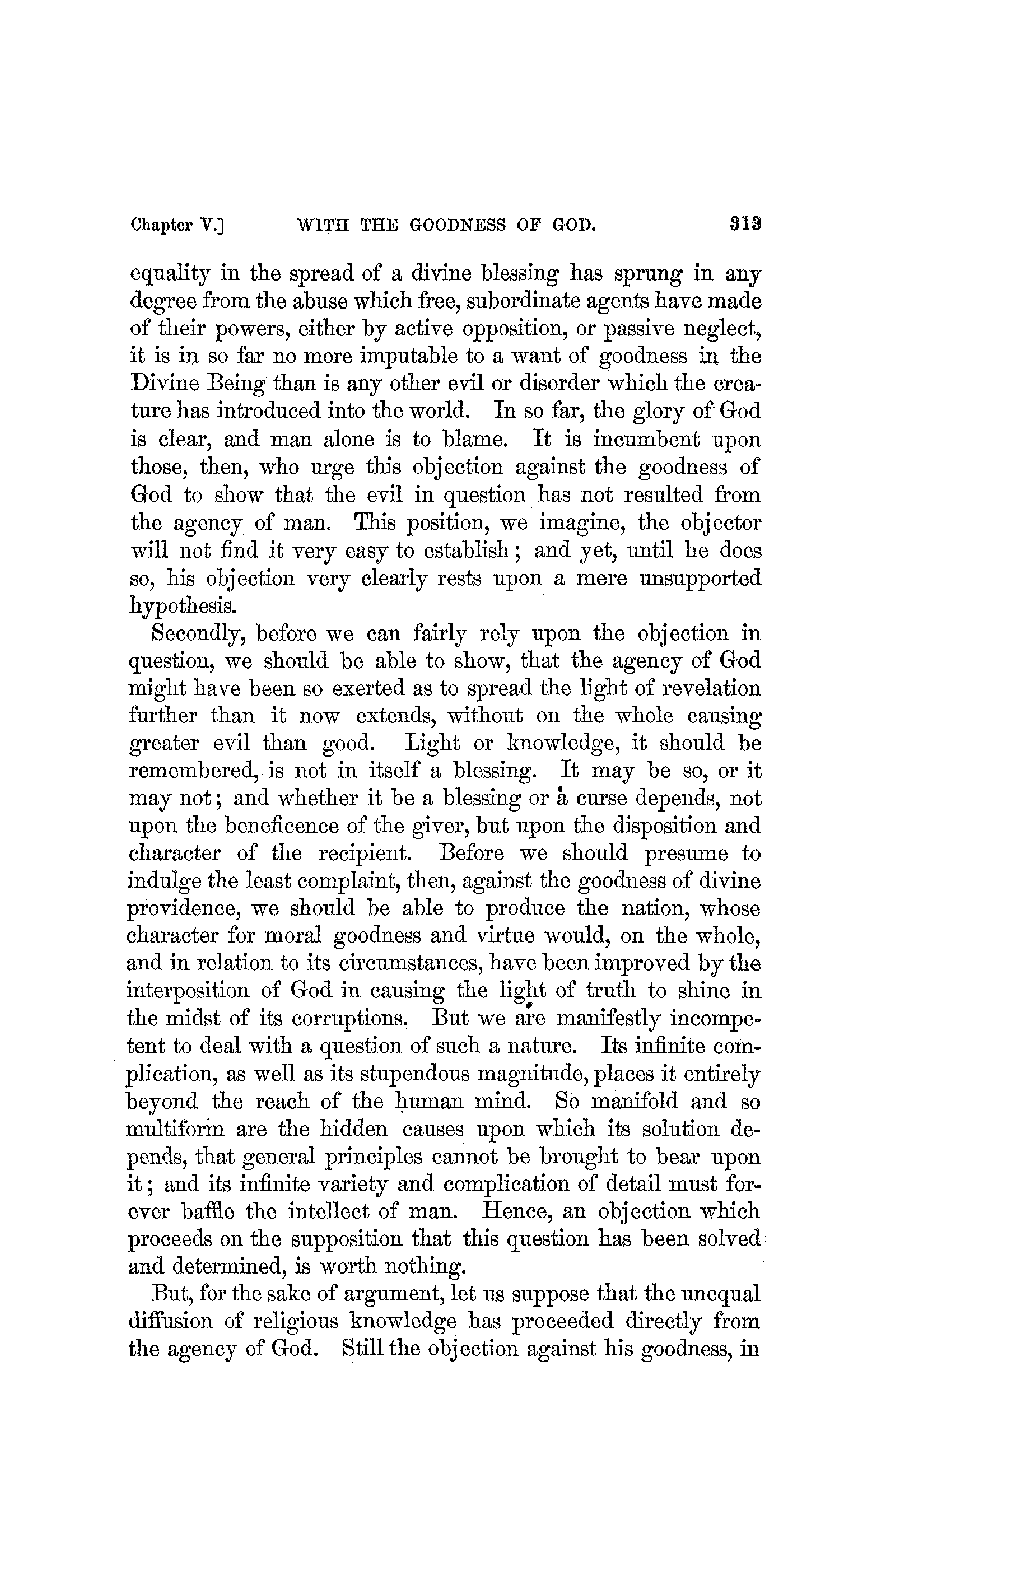 Chapter V.] WITH THE GOODNESS OF GOD. 313
equality in the spread of a divine blessing has sprung in any
degree from the abuse which free, subordinate agents have made
of their powers, either by active opposition, or passive neglect,
it is in so far no more imputable to a want of goodness in the
Divine Being than is any other evil or disorder which the crea-
ture has introduced into the world. In so far, the glory of God
is clear, and man alone is to blame. It is incumbent upon
those, then, who urge this objection against the goodness of
God to show that the evil in question has not resulted from
the agency of man. This position, we imagine, the objector
will not find it very easy to establish; and yet, until he does
so, his objection very clearly rests upon a mere unsupported
hypothesis.
Secondly, before we can fairly rely upon the objection in
question, we should be able to show, that the agency of God
might have been so exerted as to spread the light of revelation
further than it now extends, without on the whole causing
greater evil than good. Light or knowledge, it should be
remembered, is not in itself a blessing. It may be so, or it
may not; and whether it be a blessing or a curse depends, not
upon the beneficence of the giver, but upon the disposition and
character of the recipient. Before we should presume to
indulge the least complaint, then, against the goodness of divine
providence, we should be able to produce the nation, whose
character for moral goodness and virtue would, on the whole,
and in relation to its circumstances, have been improved by the
interposition of God in causing the light of truth to shine in
the midst of its corruptions. But we are manifestly incompe-
tent to deal with a question of such a nature. Its infinite com-
plication, as well as its stupendous magnitude, places it entirely
beyond the reach of the human mind. So manifold and so
multiform are the hidden causes upon which its solution de-
pends, that general principles cannot be brought to bear upon
it; and its infinite variety and complication of detail must for-
ever baffle the intellect of man. Hence, an objection which
proceeds on the supposition that this question has been solved
and determined, is worth nothing.
But, for the sake of argument, let us suppose that the unequal
diffusion of religious knowledge has proceeded directly from
the agency of God. Still the objection against his goodness, in